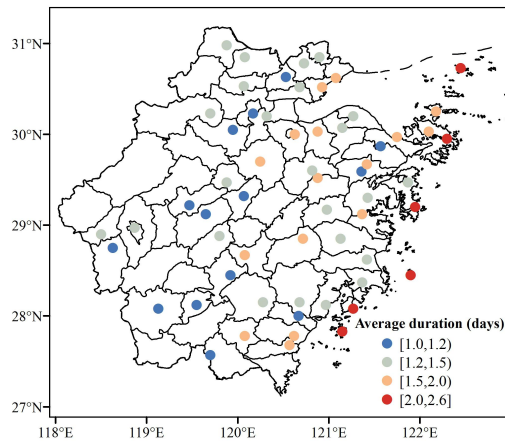 31°N
30°N
29°N
28°N
27°N
Average duration (days)
[1.0,1.2)
[1.2,1.5)
[1.5,2.0)
[2.0,2.6]
118°E 119°E 120°E 121°E 122°E